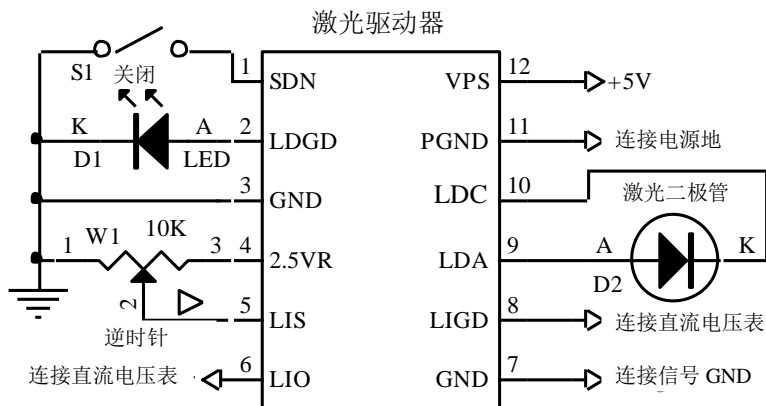 激光驱动器
S1 关闭 1 SDN VPS 12 +5V
K D1 A LED 2 LDGD PGND 11 连接电源地
3 GND LDC 10 激光二极管
1 W1 10K 3 4 2.5VR LDA 9 A D2 K
2 逆时针 5 LIS LIGD 8 连接直流电压表
连接直流电压表 6 LIO GND 7 连接信号 GND